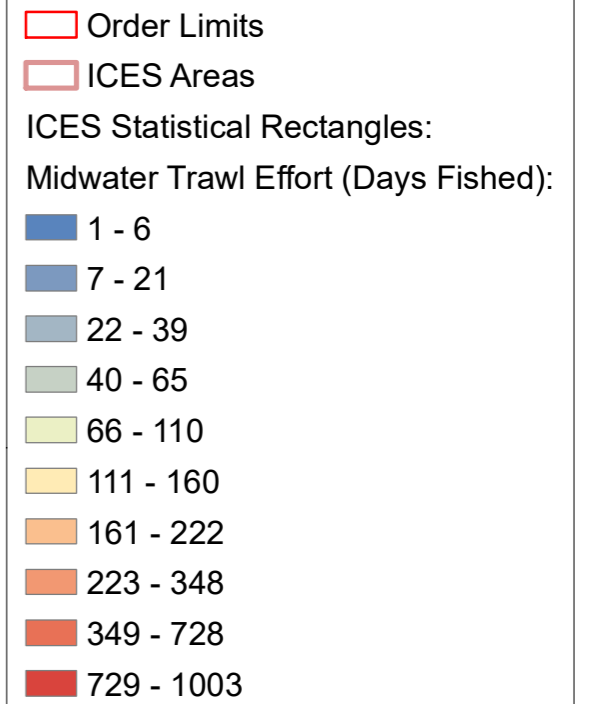 Order Limits
ICES Areas
ICES Statistical Rectangles:
Midwater Trawl Effort (Days Fished):
1 - 6
7 - 21
22 - 39
40 - 65
66 - 110
111 - 160
161 - 222
223 - 348
349 - 728
729 - 1003